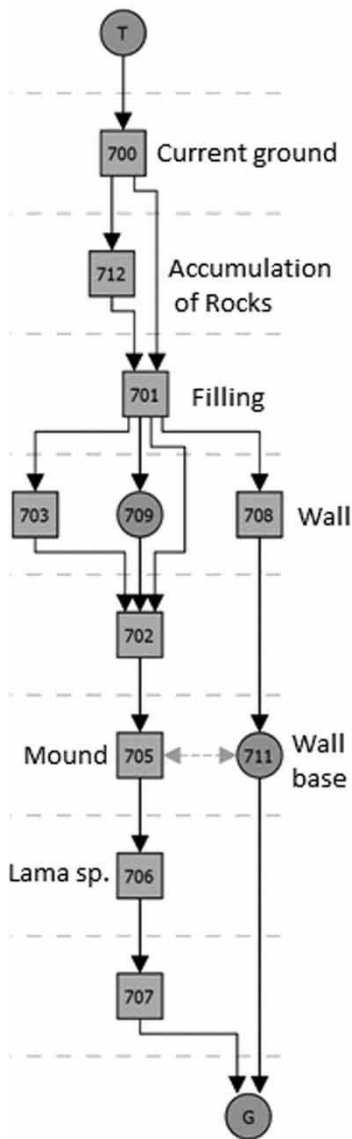 T
700 Current ground
712 Accumulation
of Rocks
701 Filling
703 709 708 Wall
702
Mound 705 711 Wall
base
Lama sp. 706
707
G